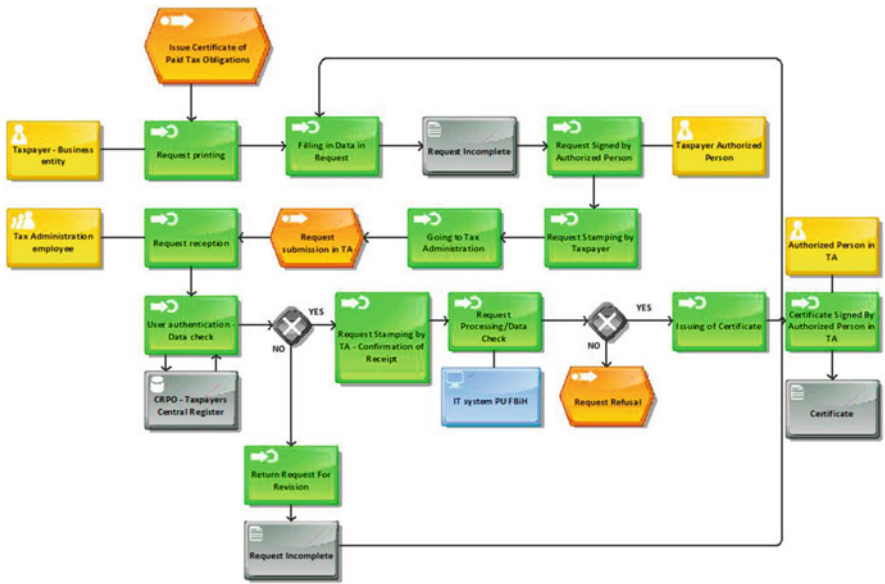 Issue Certificate of
Paid Tax Obligations
Taxpayer - Business
entity
Request printing
Filling in Data in
Request
Request Incomplete
Request Signed by
Authorized Person
Taxpayer Authorized
Person
Tax Administration
employee
Request reception
Request
submission in TA
Going to Tax
Administration
Request Stamping by
Taxpayer
Authorized Person in
TA
User authentication -
Data check
YES
NO
Request Stamping by
TA - Confirmation of
Receipt
Request
Processing/Data
Check
YES
NO
Issuing of Certificate
Certificate Signed By
Authorized Person in
TA
CRPO - Taxpayers
Central Register
IT system PU FBiH
Request Refusal
Certificate
Return Request For
Revision
Request Incomplete